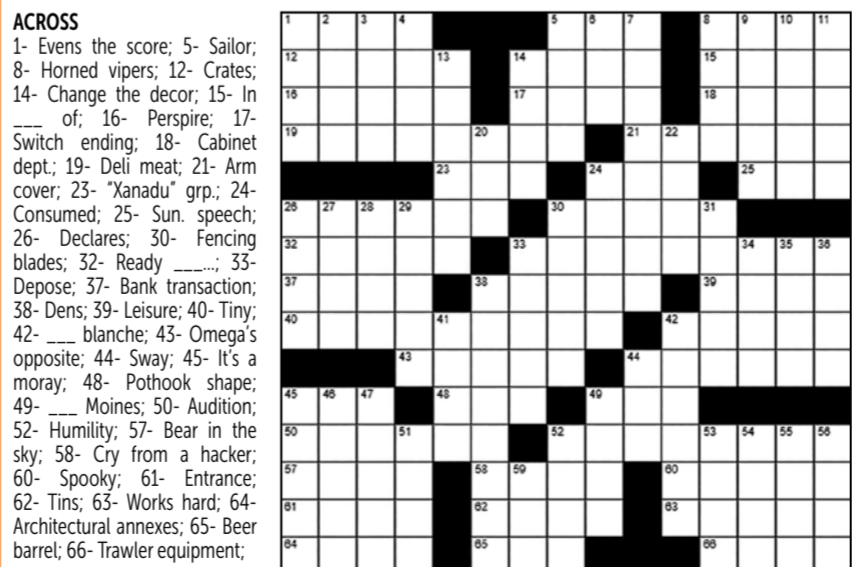 ACROSS
1- Evens the score; 5- Sailor;
8- Horned vipers; 12- Crates;
14- Change the decor; 15- In
___ of; 16- Perspire; 17-
Switch ending; 18- Cabinet
dept.; 19- Deli meat; 21- Arm
cover; 23- "Xanadu" grp.; 24-
Consumed; 25- Sun. speech;
26- Declares; 30- Fencing
blades; 32- Ready ___...; 33-
Depose; 37- Bank transaction;
38- Dens; 39- Leisure; 40- Tiny;
42- ___ blanche; 43- Omega's
opposite; 44- Sway; 45- It's a
moray; 48- Pothook shape;
49- ___ Moines; 50- Audition;
52- Humility; 57- Bear in the
sky; 58- Cry from a hacker;
60- Spooky; 61- Entrance;
62- Tins; 63- Works hard; 64-
Architectural annexes; 65- Beer
barrel; 66- Trawler equipment;
1 2 3 4 5 6 7 8 9 10 11
12 13 14 15
16 17 18
19 20 21 22
23 24 25
26 27 28 29 30 31
32 33 34 35 36
37 38 39
40 41 42
43 44
45 46 47 48 49
50 51 52 53 54 55 56
57 58 59 60
61 62 63
64 65 66